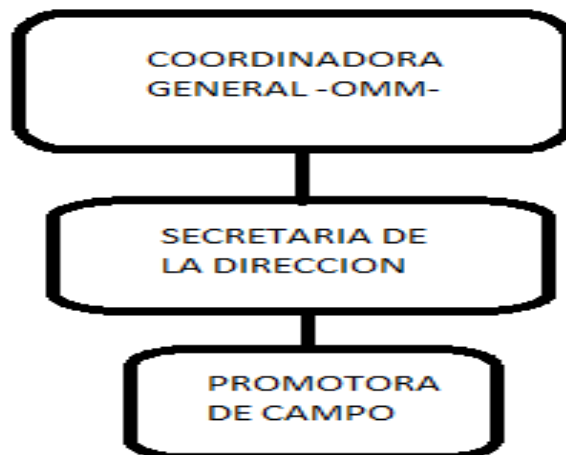 COORDINADORA
GENERAL -OMM-
SECRETARIA DE
LA DIRECCION
PROMOTORA
DE CAMPO